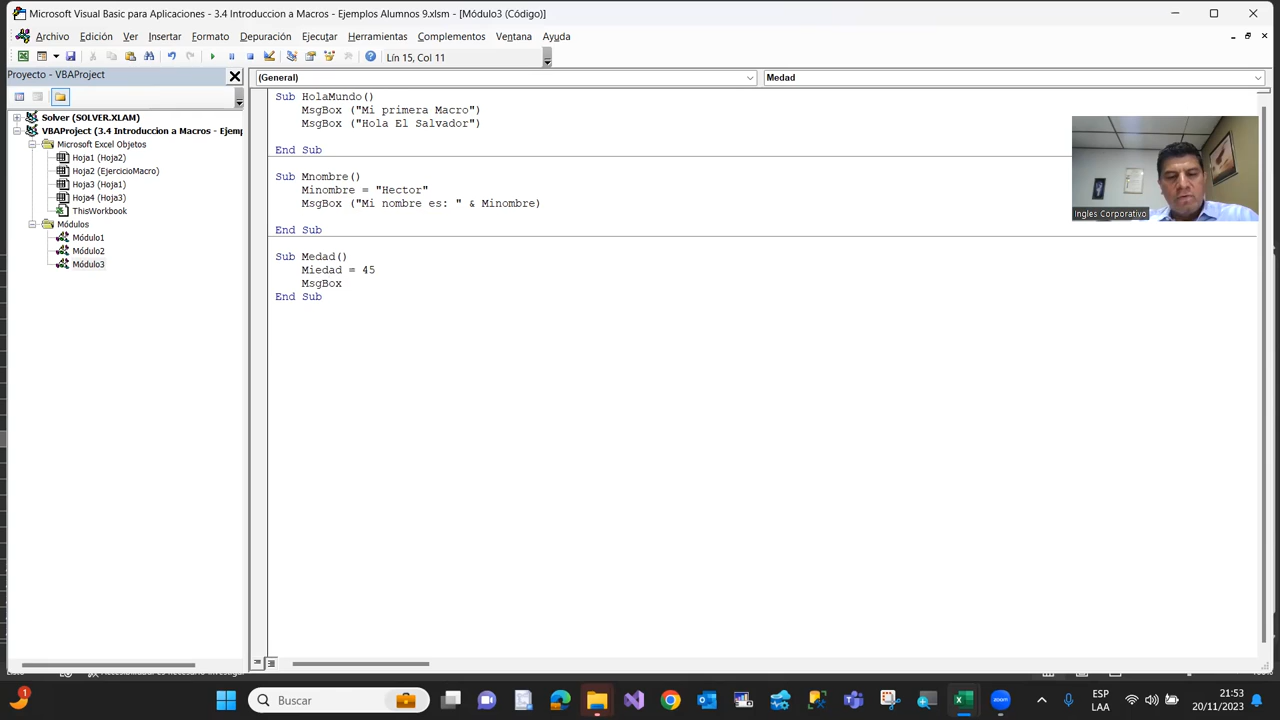 Microsoft Visual Basic para Aplicaciones - 3.4 Introduccion a Macros - Ejemplos Alumnos 9.xlsm - [Módulo3 (Código)]
Archivo Edición Ver Insertar Formato Depuración Ejecutar Herramientas Complementos Ventana Ayuda
Lín 15, Col 11
Proyecto - VBAProject
(General)
Medad
Solver (SOLVER.XLAM)
VBAProject (3.4 Introduccion a Macros - Ejemp
Microsoft Excel Objetos
Hoja1 (Hoja2)
Hoja2 (EjercicioMacro)
Hoja3 (Hoja1)
Hoja4 (Hoja3)
ThisWorkbook
Módulos
Módulo1
Módulo2
Módulo3
Sub HolaMundo()
MsgBox ("Mi primera Macro")
MsgBox ("Hola El Salvador")
End Sub
Sub Mnombre()
Minombre = "Hector"
MsgBox ("Mi nombre es: " & Minombre)
End Sub
Sub Medad()
Miedad = 45
MsgBox
End Sub
Ingles Corporativo
1
Buscar
zoom
ESP
LAA
21:53
20/11/2023